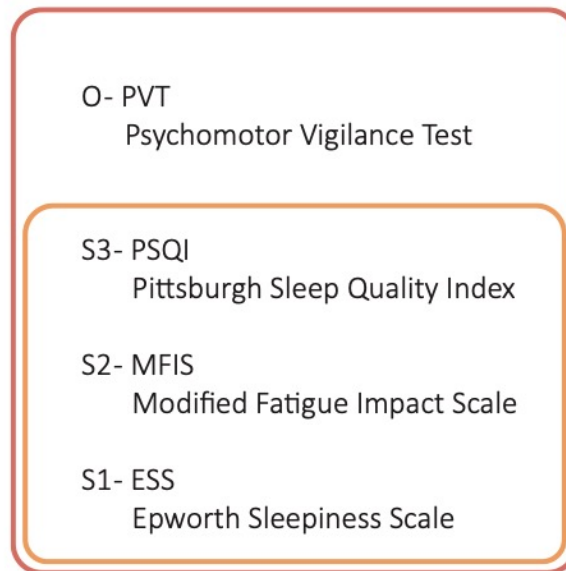 O- PVT
Psychomotor Vigilance Test
S3- PSQI
Pittsburgh Sleep Quality Index
S2- MFIS
Modified Fatigue Impact Scale
S1- ESS
Epworth Sleepiness Scale